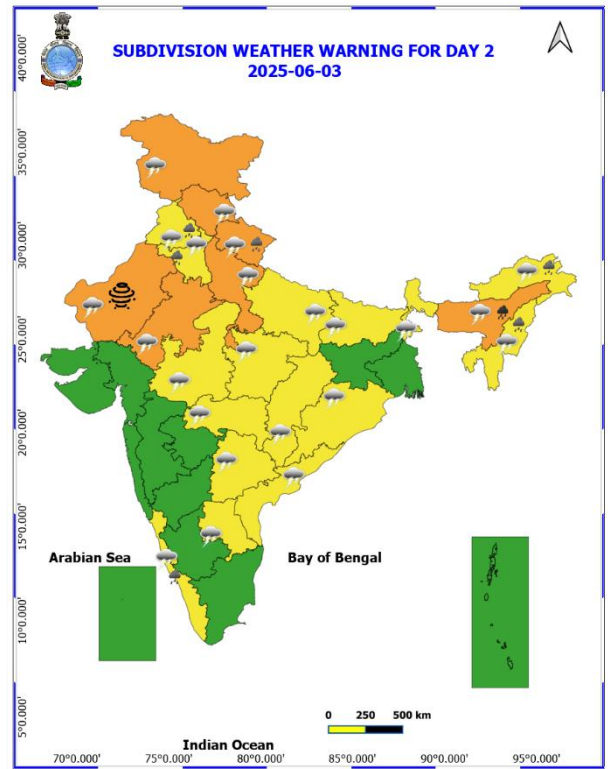 SUBDIVISION WEATHER WARNING FOR DAY 2
2025-06-03
40°0.000'
35°0.000'
30°0.000'
25°0.000'
20°0.000'
15°0.000'
10°0.000'
5°0.000'
Arabian Sea
Bay of Bengal
0 250 500 km
Indian Ocean
70°0.000' 75°0.000' 80°0.000' 85°0.000' 90°0.000' 95°0.000'